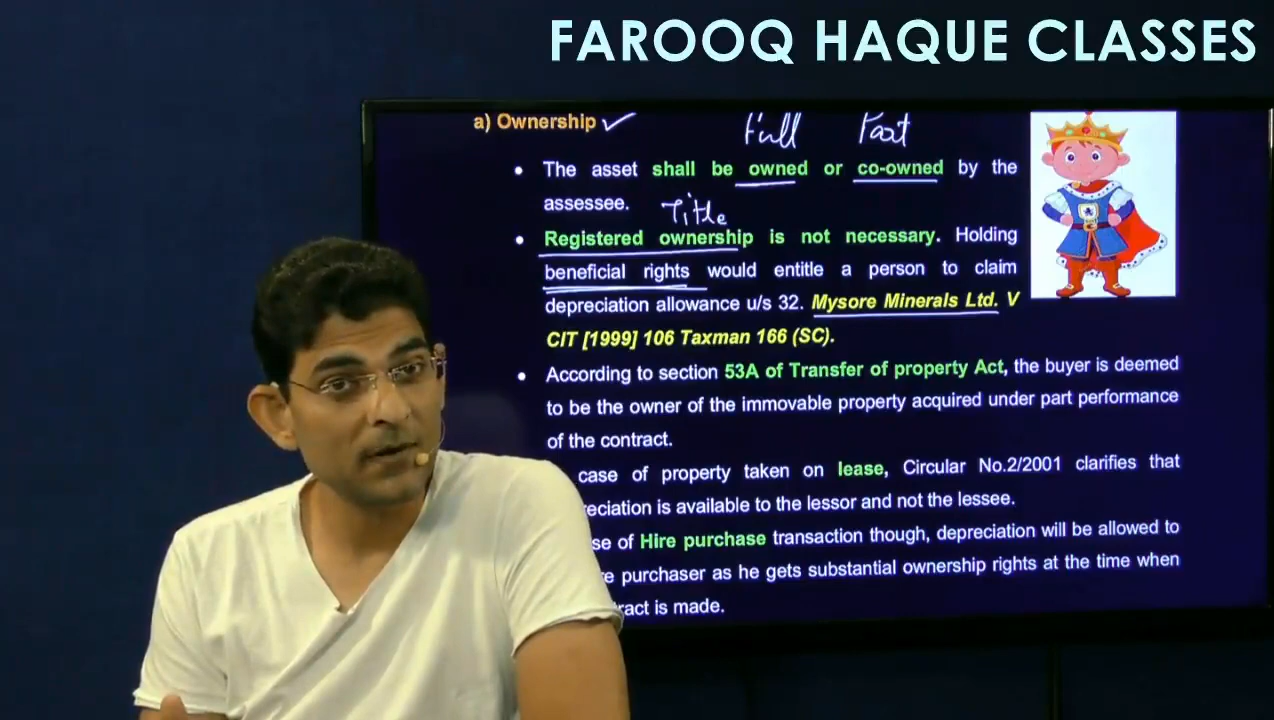 FAROOQ HAQUE CLASSES
a) Ownership
Full Part
• The asset shall be owned or co-owned by the
assessee.
Title
• Registered ownership is not necessary. Holding
beneficial rights would entitle a person to claim
depreciation allowance u/s 32. Mysore Minerals Ltd. V
CIT [1999] 106 Taxman 166 (SC).
• According to section 53A of Transfer of property Act, the buyer is deemed
to be the owner of the immovable property acquired under part performance
of the contract.
case of property taken on lease, Circular No.2/2001 clarifies that
eciation is available to the lessor and not the lessee.
se of Hire purchase transaction though, depreciation will be allowed to
e purchaser as he gets substantial ownership rights at the time when
ract is made.